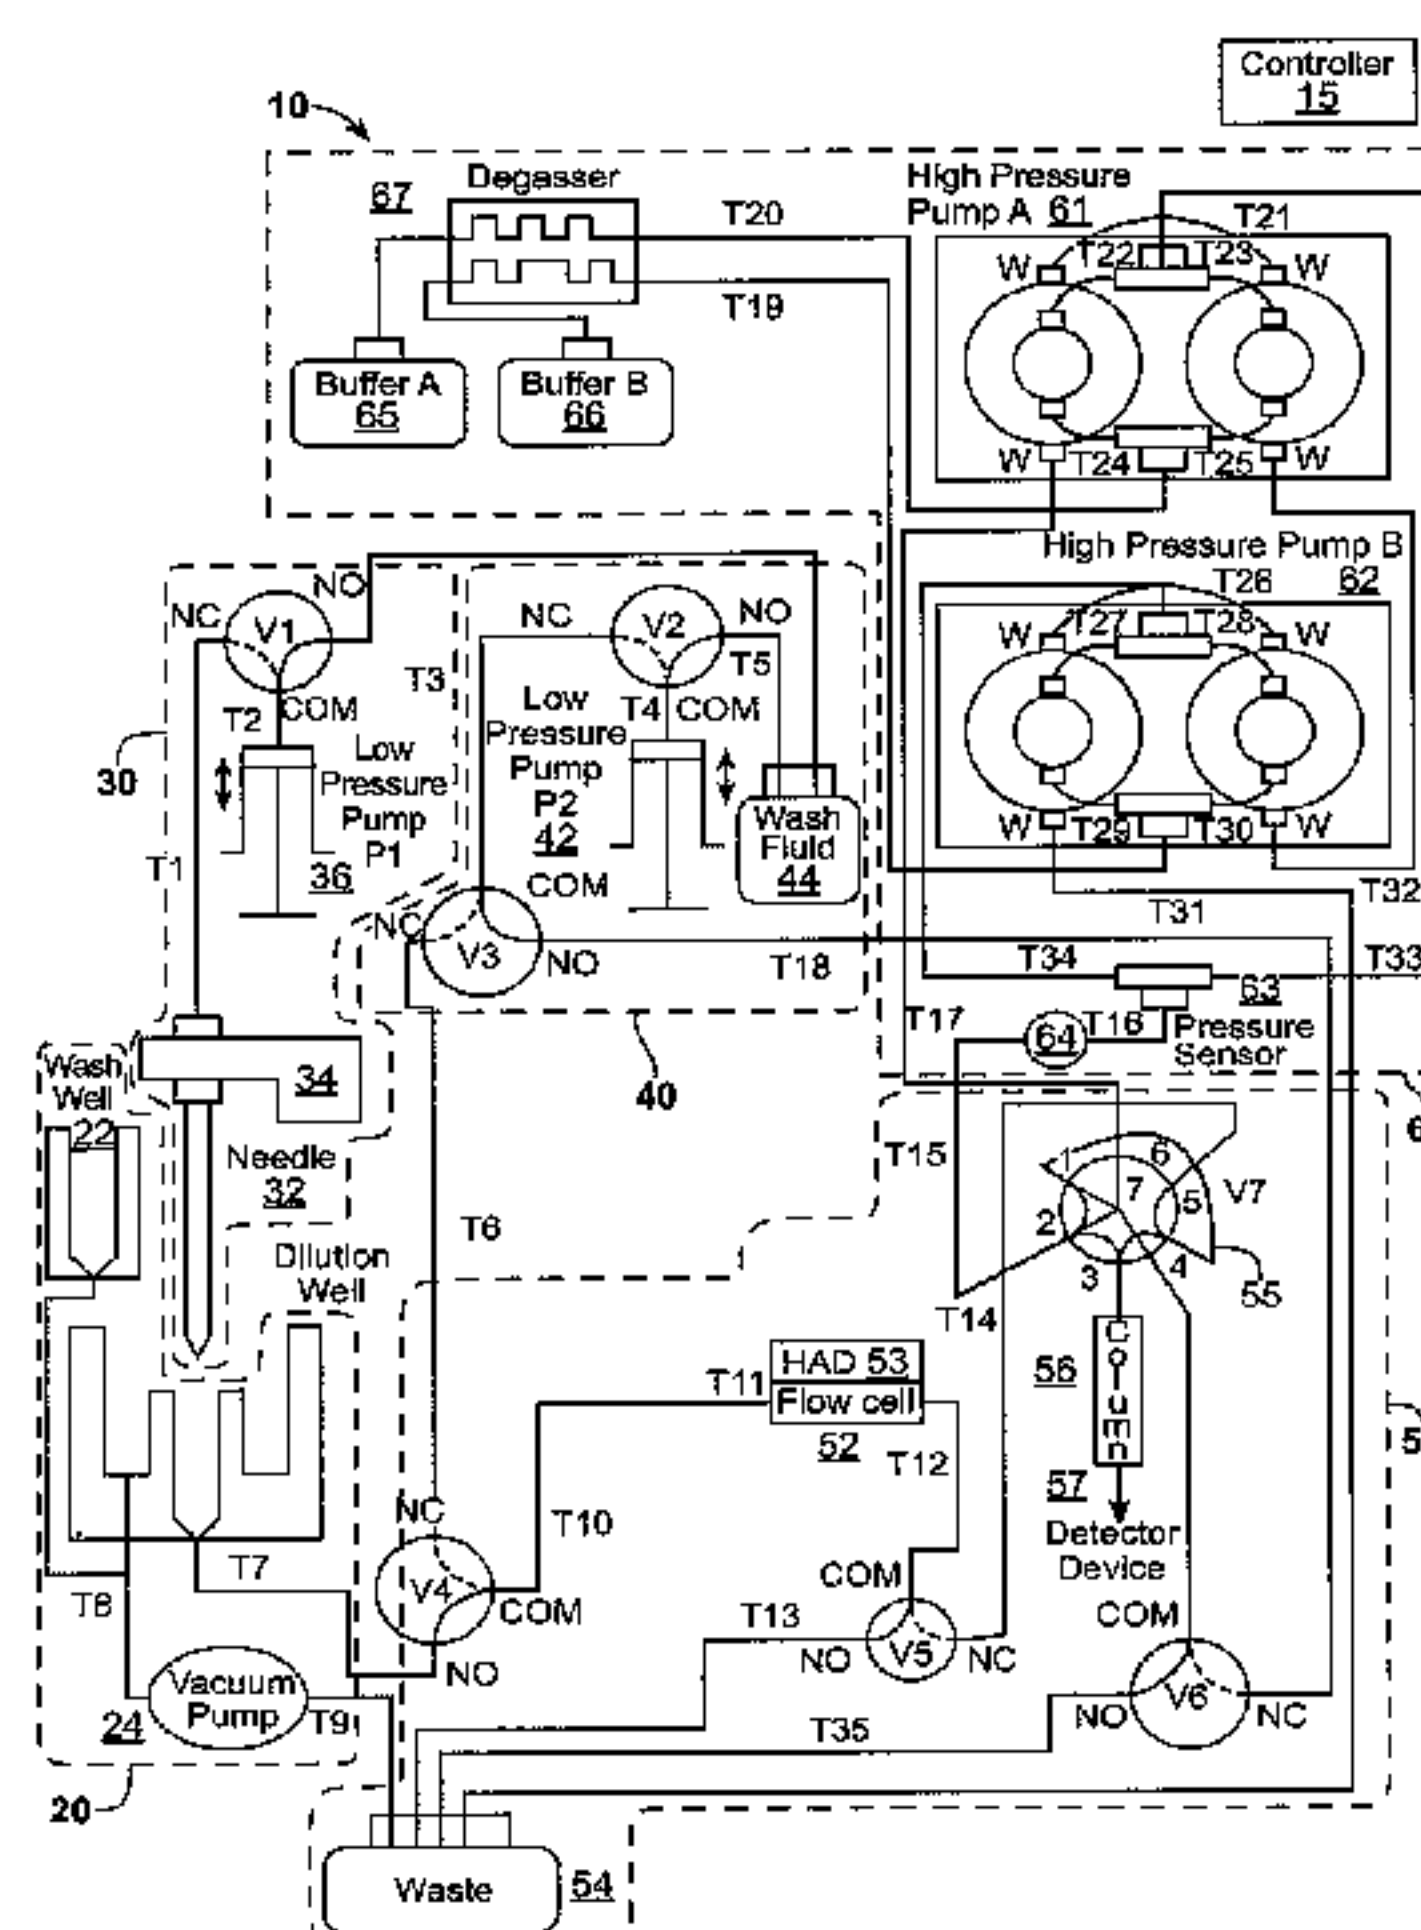 Controller
15
10
Degasser
67
T20
T19
High Pressure
Pump A 61
T21
T22
T23
W
W
Buffer A
65
Buffer B
66
W
T24
T25
W
High Pressure Pump B
62
T26
T27
T28
W
W
W
T29
T30
W
T31
T32
NC
V1
NO
T2
COM
T3
30
Low
Pressure
Pump
P1
36
T1
NC
V2
NO
T5
T4
COM
Low
Pressure
Pump
P2
42
COM
Wash
Fluid
44
NC
V3
NO
T18
T34
T33
63
Pressure
Sensor
T17
64
T16
40
Wash
Well
22
34
Needle
32
Dilution
Well
T6
T15
1
6
7
5
V7
2
3
4
55
T14
Column
56
57
Detector
Device
HAD 53
Flow cell
52
T11
T12
T10
NC
V4
COM
NO
T7
T8
Vacuum
Pump
24
T9
20
COM
V5
NO
NC
T13
COM
V6
NO
NC
T35
Waste
54